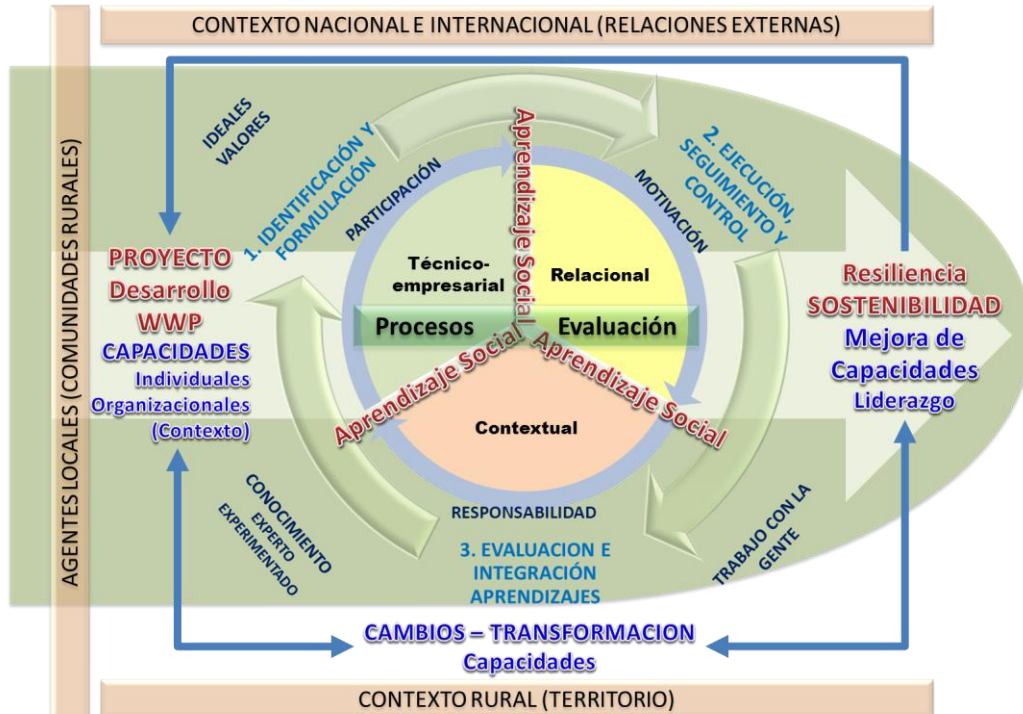 CONTEXTO NACIONAL E INTERNACIONAL (RELACIONES EXTERNAS)
AGENTES LOCALES (COMUNIDADES RURALES)
IDEALES
VALORES
1. IDENTIFICACIÓN Y
FORMULACIÓN
PARTICIPACIÓN
Aprendizaje Social
2. EJECUCIÓN,
SEGUIMIENTO Y
CONTROL
MOTIVACIÓN
PROYECTO
Desarrollo
WWP
CAPACIDADES
Individuales
Organizacionales
(Contexto)
Técnico-
empresarial
Relacional
Procesos
Evaluación
Aprendizaje Social
Aprendizaje Social
Contextual
Resiliencia
SOSTENIBILIDAD
Mejora de
Capacidades
Liderazgo
CONOCIMIENTO
EXPERTO
EXPERIMENTADO
RESPONSABILIDAD
3. EVALUACION E
INTEGRACIÓN
APRENDIZAJES
TRABAJO CON LA
GENTE
CAMBIOS – TRANSFORMACION
Capacidades
CONTEXTO RURAL (TERRITORIO)